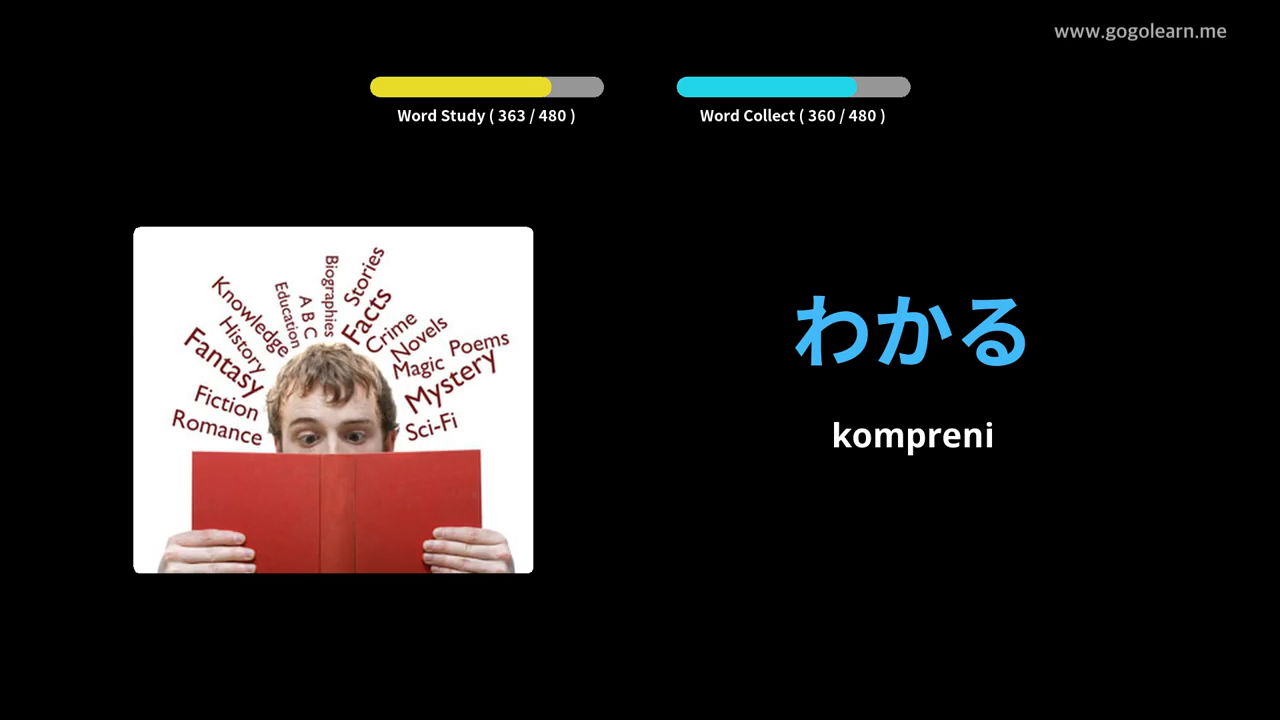 www.gogolearn.me
Word Study ( 363 / 480 )
Word Collect ( 360 / 480 )
Biographies
Stories
Education
A B C
Facts
Knowledge
Crime
History
Novels
Poems
Fantasy
Magic
Mystery
Fiction
Romance
Sci-Fi
わかる
kompreni